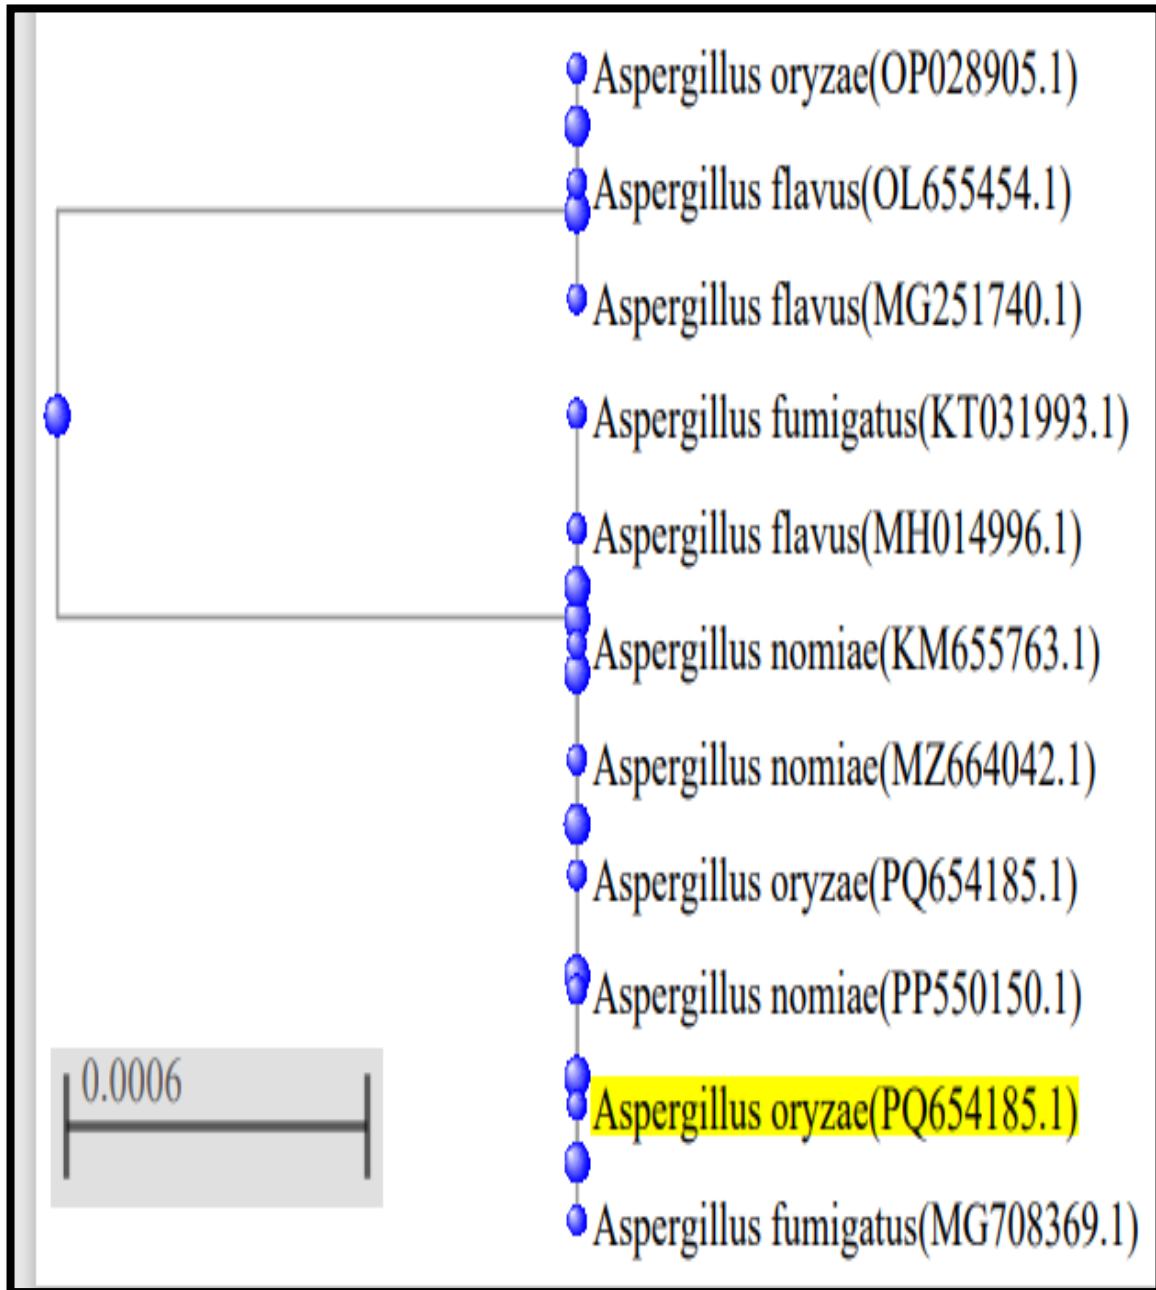 Aspergillus oryzae(OP028905.1)
Aspergillus flavus(OL655454.1)
Aspergillus flavus(MG251740.1)
Aspergillus fumigatus(KT031993.1)
Aspergillus flavus(MH014996.1)
Aspergillus nomiae(KM655763.1)
Aspergillus nomiae(MZ664042.1)
Aspergillus oryzae(PQ654185.1)
Aspergillus nomiae(PP550150.1)
0.0006
Aspergillus oryzae(PQ654185.1)
Aspergillus fumigatus(MG708369.1)